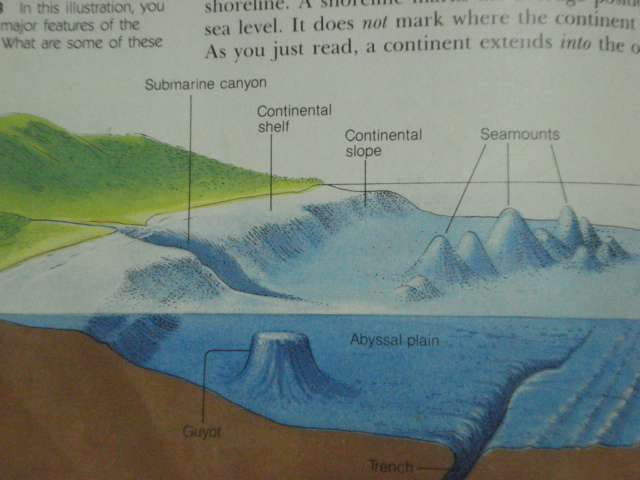 In this illustration, you
major features of the
What are some of these
shoreline. A shoreline
sea level. It does not mark where the continent
As you just read, a continent extends into the
Submarine canyon
Continental
shelf
Continental
slope
Seamounts
Abyssal plain
Guyot
Trench